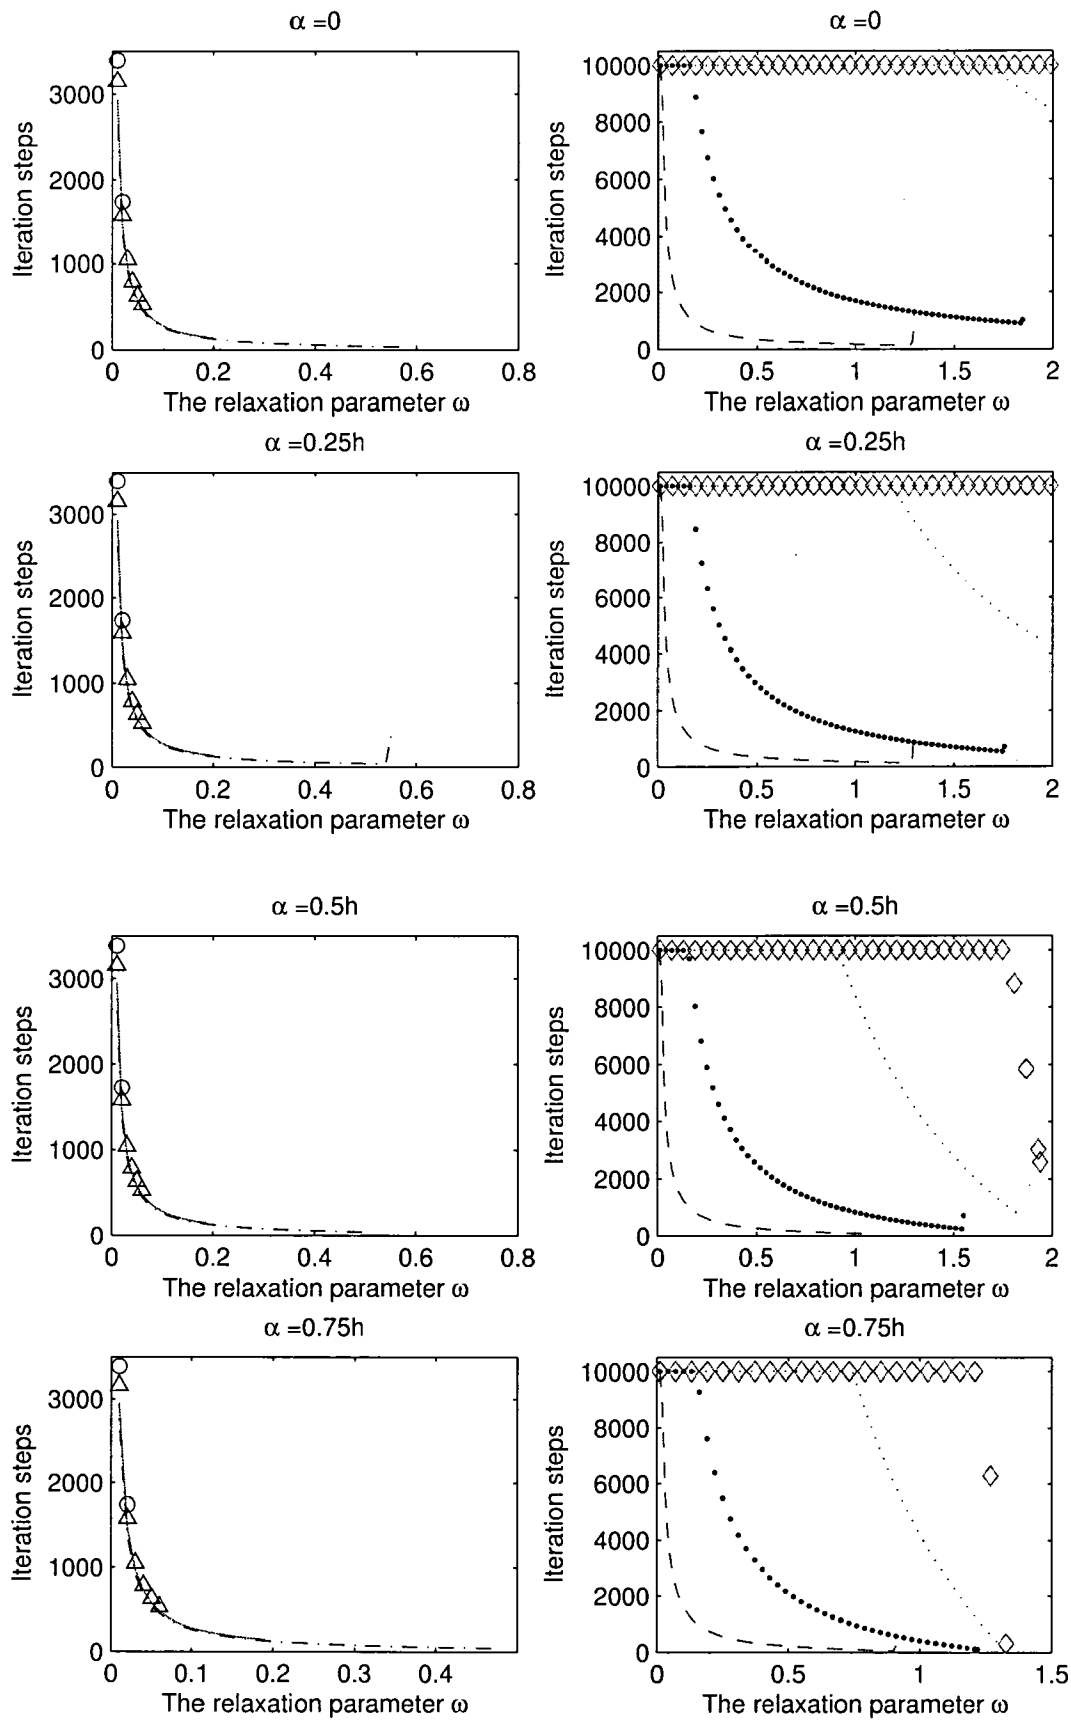 α =0
Iteration steps
3000
2000
1000
0
0 0.2 0.4 0.6 0.8
The relaxation parameter ω
α =0
Iteration steps
10000
8000
6000
4000
2000
0
0 0.5 1 1.5 2
The relaxation parameter ω
α =0.25h
Iteration steps
3000
2000
1000
0
0 0.2 0.4 0.6 0.8
The relaxation parameter ω
α =0.25h
Iteration steps
10000
8000
6000
4000
2000
0
0 0.5 1 1.5 2
The relaxation parameter ω
α =0.5h
Iteration steps
3000
2000
1000
0
0 0.2 0.4 0.6 0.8
The relaxation parameter ω
α =0.5h
Iteration steps
10000
8000
6000
4000
2000
0
0 0.5 1 1.5 2
The relaxation parameter ω
α =0.75h
Iteration steps
3000
2000
1000
0
0 0.1 0.2 0.3 0.4
The relaxation parameter ω
α =0.75h
Iteration steps
10000
8000
6000
4000
2000
0
0 0.5 1 1.5
The relaxation parameter ω